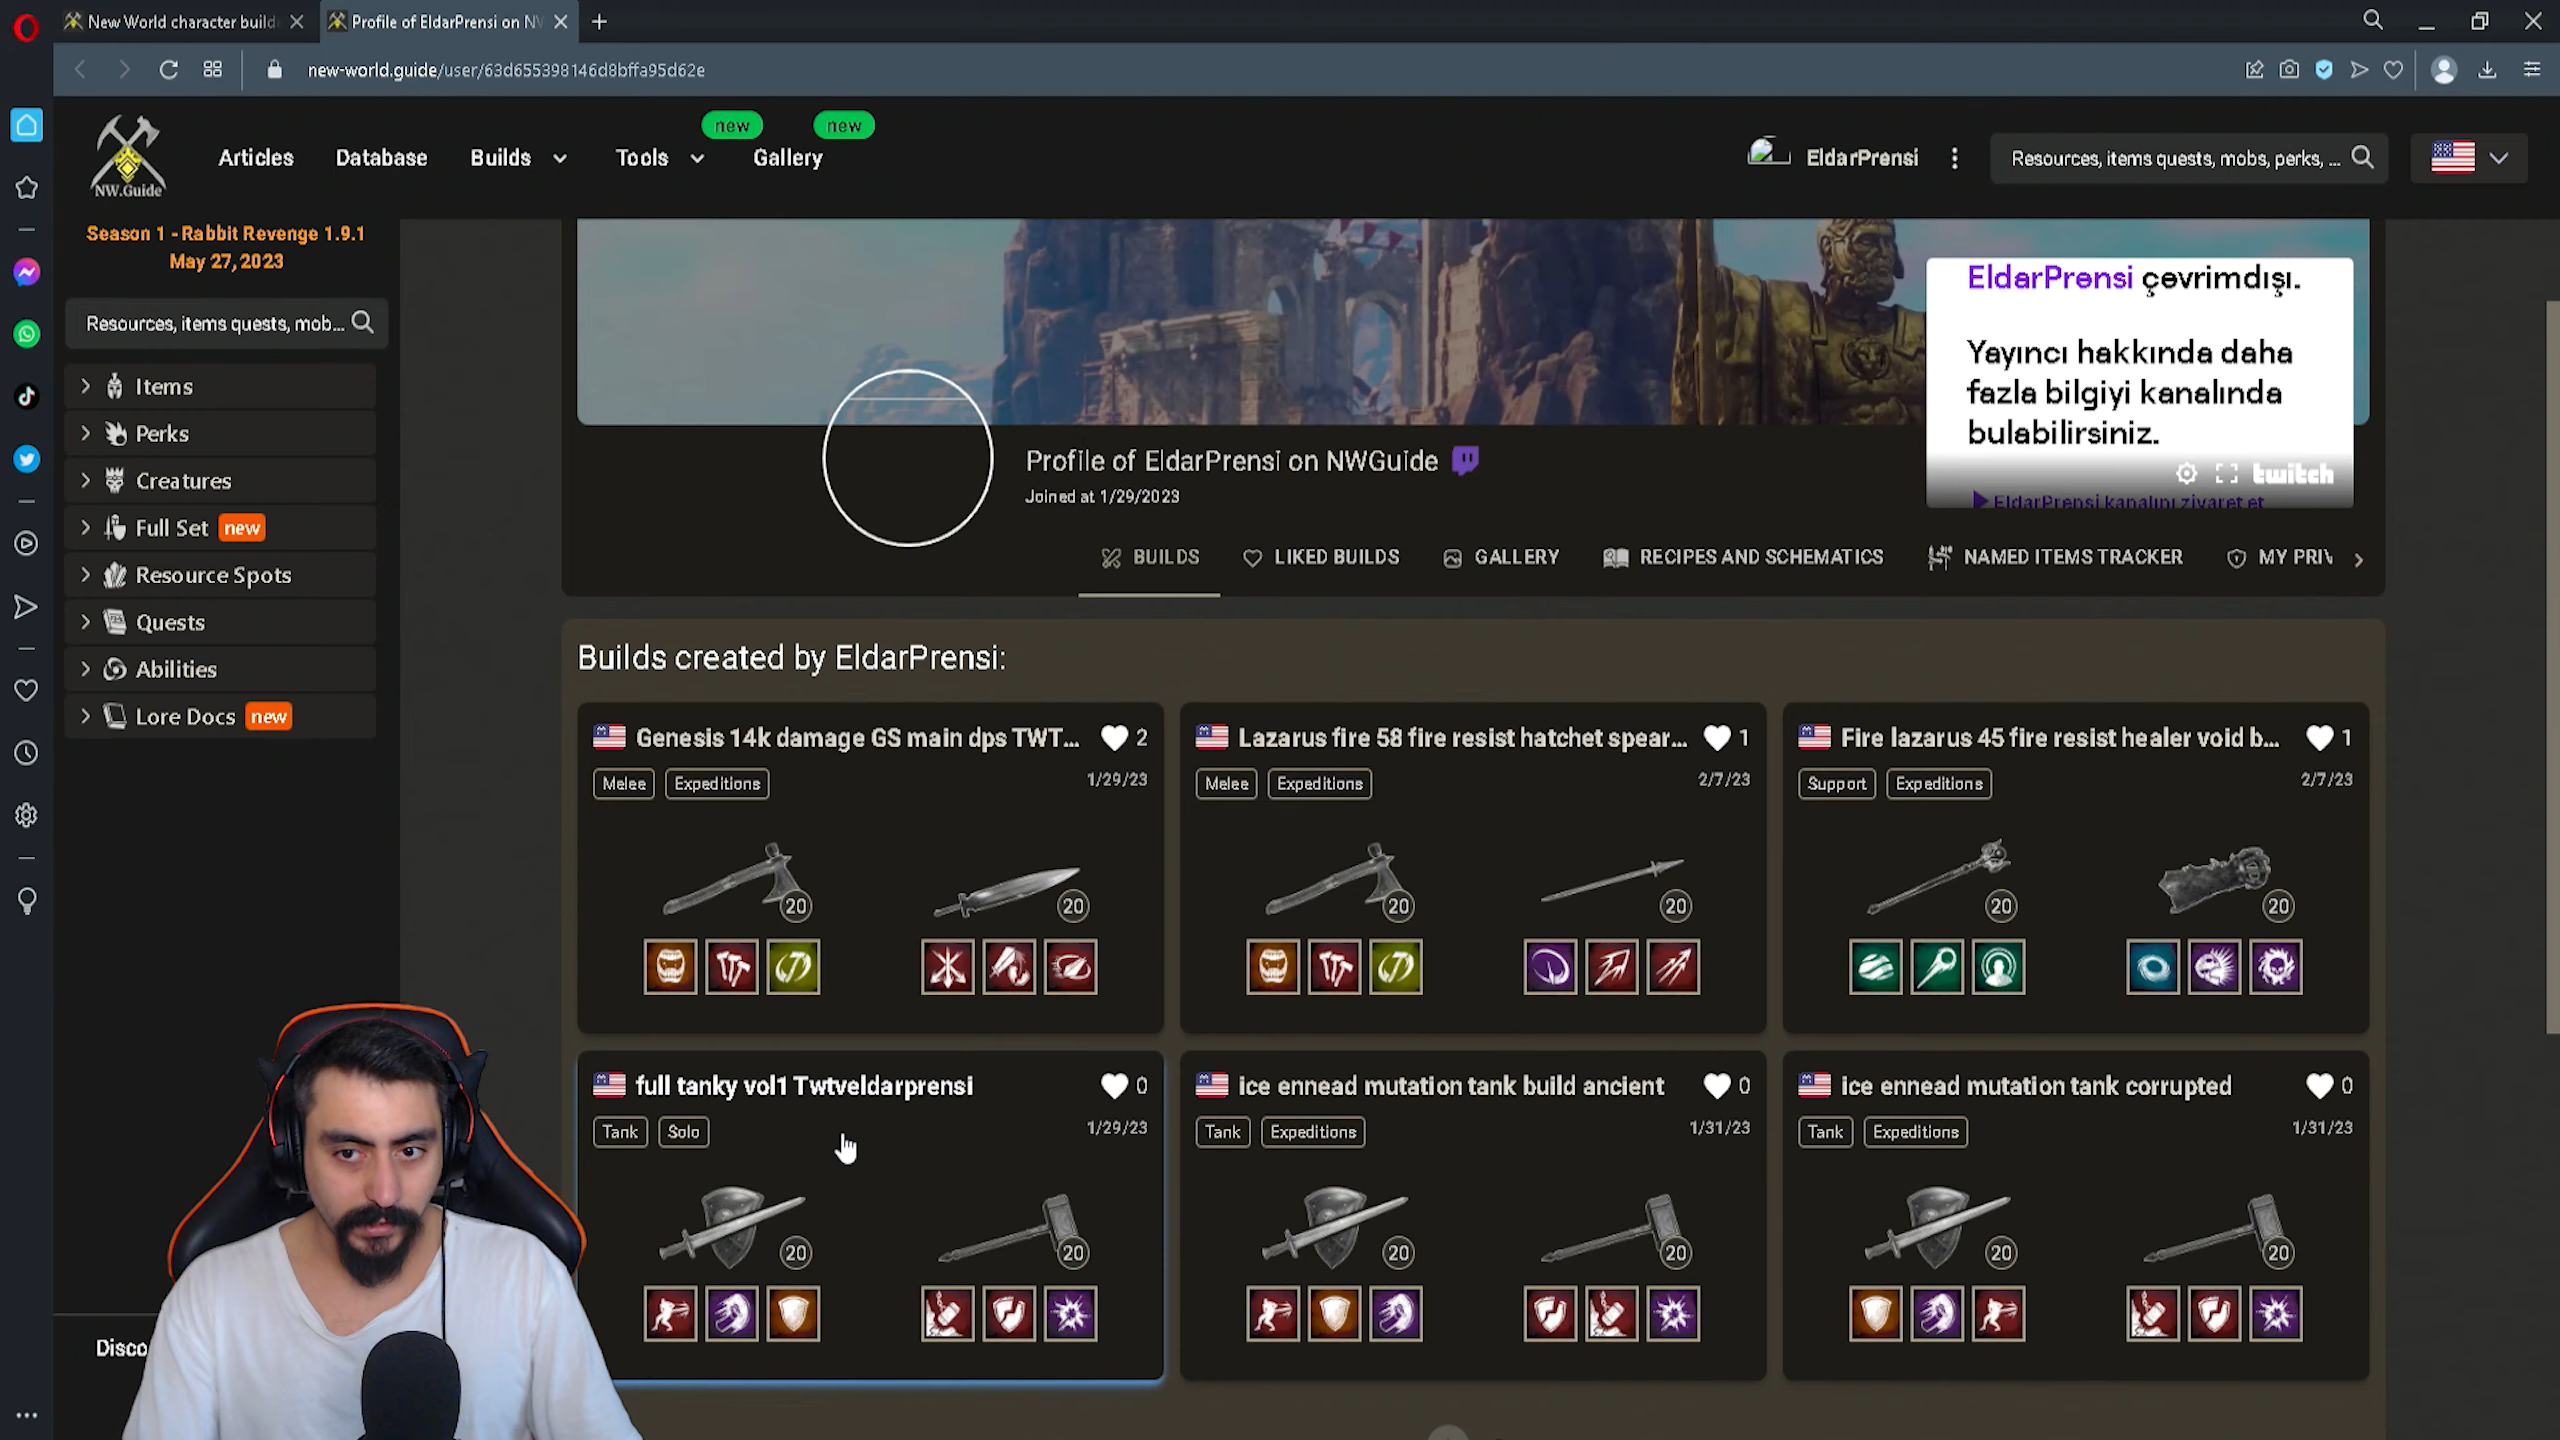 New World character build
Profile of EldarPrensi on NV
new-world.guide/user/63d655398146d8bffa95d62e
NW.Guide
Articles
Database
Builds
Tools
new
Gallery
new
EldarPrensi
Resources, items quests, mobs, perks, ...
Season 1 - Rabbit Revenge 1.9.1
May 27, 2023
Resources, items quests, mob...
Items
Perks
Creatures
Full Set new
Resource Spots
Quests
Abilities
Lore Docs new
Disco
EldarPrensi çevrimdışı.
Yayıncı hakkında daha
fazla bilgiyi kanalında
bulabilirsiniz.
twitch
EldarPrensi kanalını ziyaret et
Profile of EldarPrensi on NWGuide
Joined at 1/29/2023
BUILDS
LIKED BUILDS
GALLERY
RECIPES AND SCHEMATICS
NAMED ITEMS TRACKER
MY PRIV
Builds created by EldarPrensi:
Genesis 14k damage GS main dps TWT... 2
Melee Expeditions 1/29/23
20 20
Lazarus fire 58 fire resist hatchet spear... 1
Melee Expeditions 2/7/23
20 20
Fire lazarus 45 fire resist healer void b... 1
Support Expeditions 2/7/23
20 20
full tanky vol1 Twtveldarprensi 0
Tank Solo 1/29/23
20 20
ice ennead mutation tank build ancient 0
Tank Expeditions 1/31/23
20 20
ice ennead mutation tank corrupted 0
Tank Expeditions 1/31/23
20 20